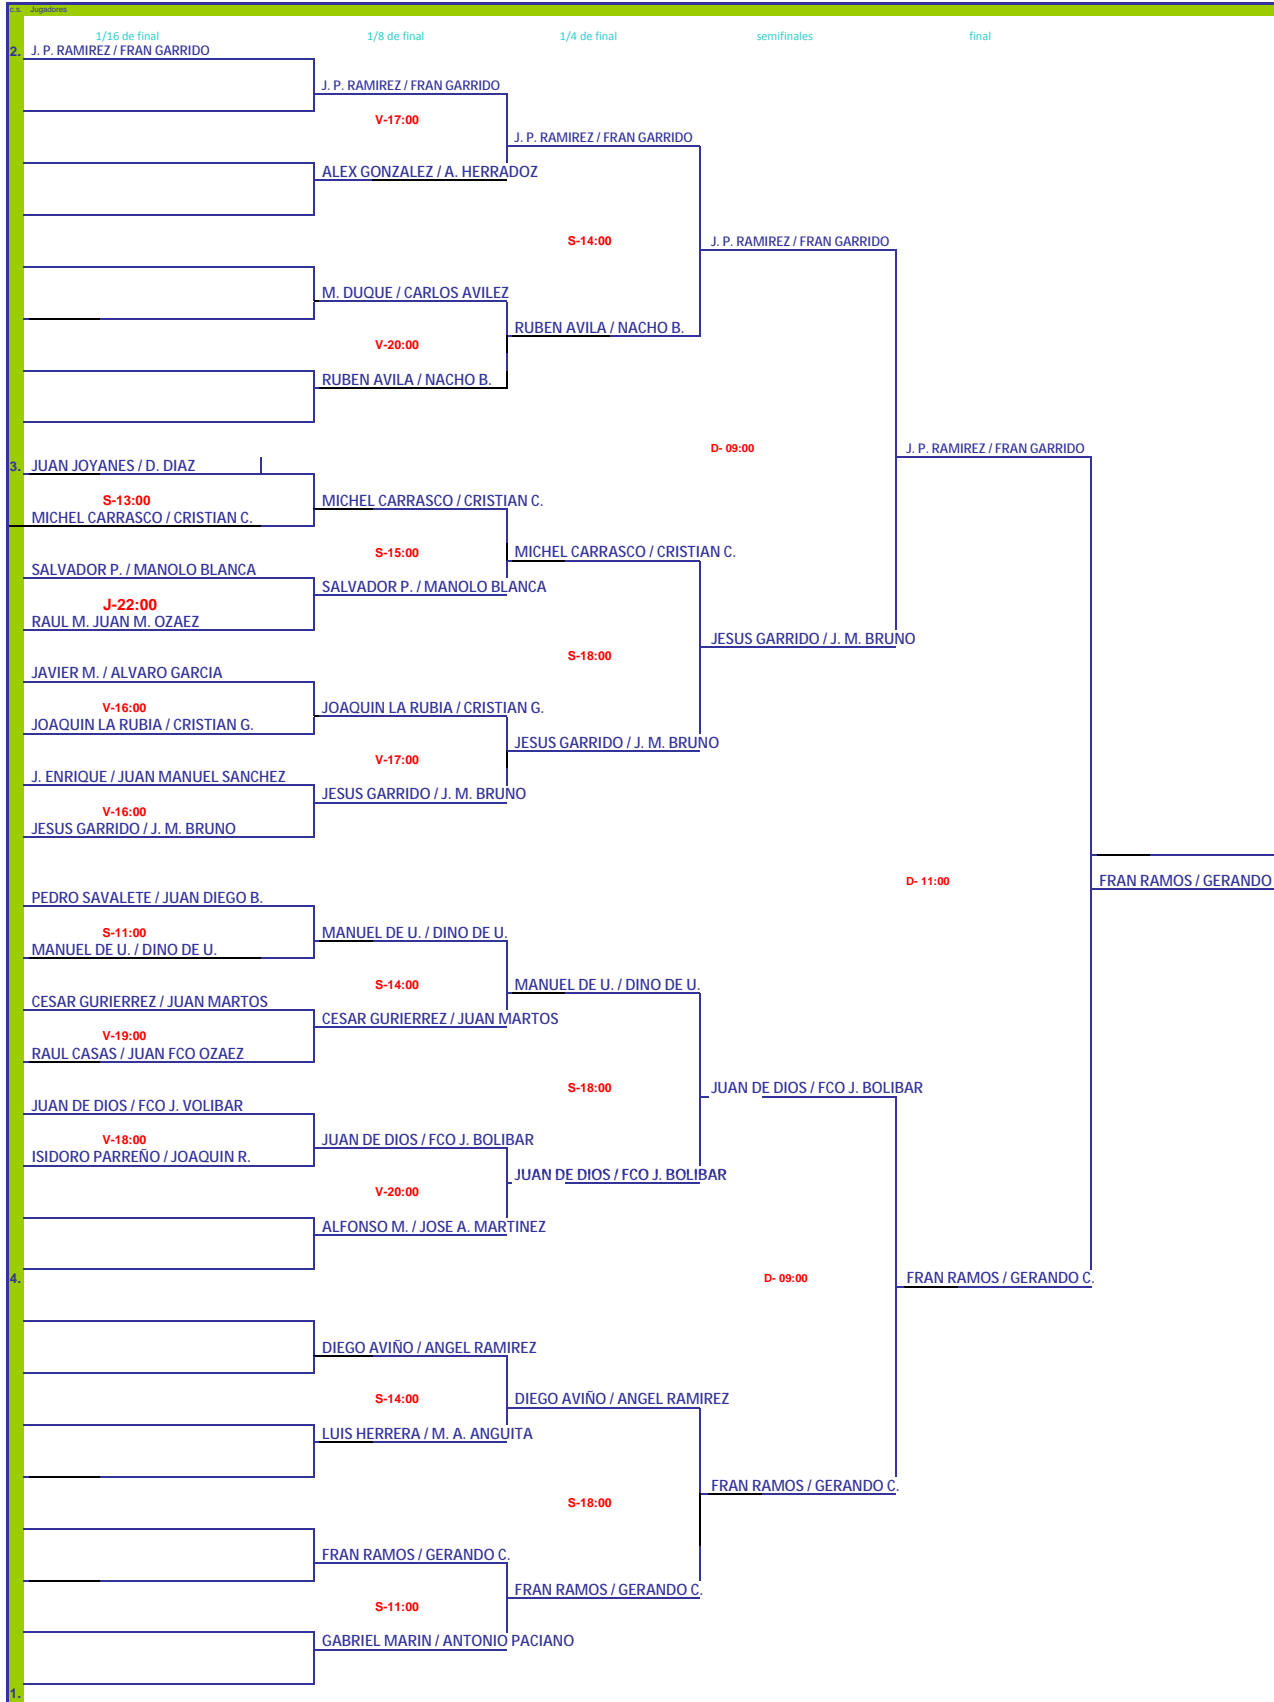 c.s. Jugadores
1/16 de final 1/8 de final 1/4 de final semifinales final
2. J. P. RAMIREZ / FRAN GARRIDO
J. P. RAMIREZ / FRAN GARRIDO
V-17:00
J. P. RAMIREZ / FRAN GARRIDO
ALEX GONZALEZ / A. HERRADOZ
S-14:00 J. P. RAMIREZ / FRAN GARRIDO
M. DUQUE / CARLOS AVILEZ
RUBEN AVILA / NACHO B.
V-20:00
RUBEN AVILA / NACHO B.
D- 09:00 J. P. RAMIREZ / FRAN GARRIDO
3. JUAN JOYANES / D. DIAZ
S-13:00 MICHEL CARRASCO / CRISTIAN C.
MICHEL CARRASCO / CRISTIAN C.
S-15:00 MICHEL CARRASCO / CRISTIAN C.
SALVADOR P. / MANOLO BLANCA
SALVADOR P. / MANOLO BLANCA
J-22:00
RAUL M. JUAN M. OZAEZ
JESUS GARRIDO / J. M. BRUNO
S-18:00
JAVIER M. / ALVARO GARCIA
V-16:00 JOAQUIN LA RUBIA / CRISTIAN G.
JOAQUIN LA RUBIA / CRISTIAN G.
JESUS GARRIDO / J. M. BRUNO
V-17:00
J. ENRIQUE / JUAN MANUEL SANCHEZ
JESUS GARRIDO / J. M. BRUNO
V-16:00
JESUS GARRIDO / J. M. BRUNO
D- 11:00 FRAN RAMOS / GERANDO
PEDRO SAVALETE / JUAN DIEGO B.
S-11:00 MANUEL DE U. / DINO DE U.
MANUEL DE U. / DINO DE U.
S-14:00 MANUEL DE U. / DINO DE U.
CESAR GURIERREZ / JUAN MARTOS
CESAR GURIERREZ / JUAN MARTOS
V-19:00
RAUL CASAS / JUAN FCO OZAEZ
S-18:00 JUAN DE DIOS / FCO J. BOLIBAR
JUAN DE DIOS / FCO J. VOLIBAR
V-18:00 JUAN DE DIOS / FCO J. BOLIBAR
ISIDORO PARREÑO / JOAQUIN R.
JUAN DE DIOS / FCO J. BOLIBAR
V-20:00
ALFONSO M. / JOSE A. MARTINEZ
4. D- 09:00 FRAN RAMOS / GERANDO C.
DIEGO AVIÑO / ANGEL RAMIREZ
S-14:00 DIEGO AVIÑO / ANGEL RAMIREZ
LUIS HERRERA / M. A. ANGUITA
FRAN RAMOS / GERANDO C.
S-18:00
FRAN RAMOS / GERANDO C.
FRAN RAMOS / GERANDO C.
S-11:00
GABRIEL MARIN / ANTONIO PACIANO
1.